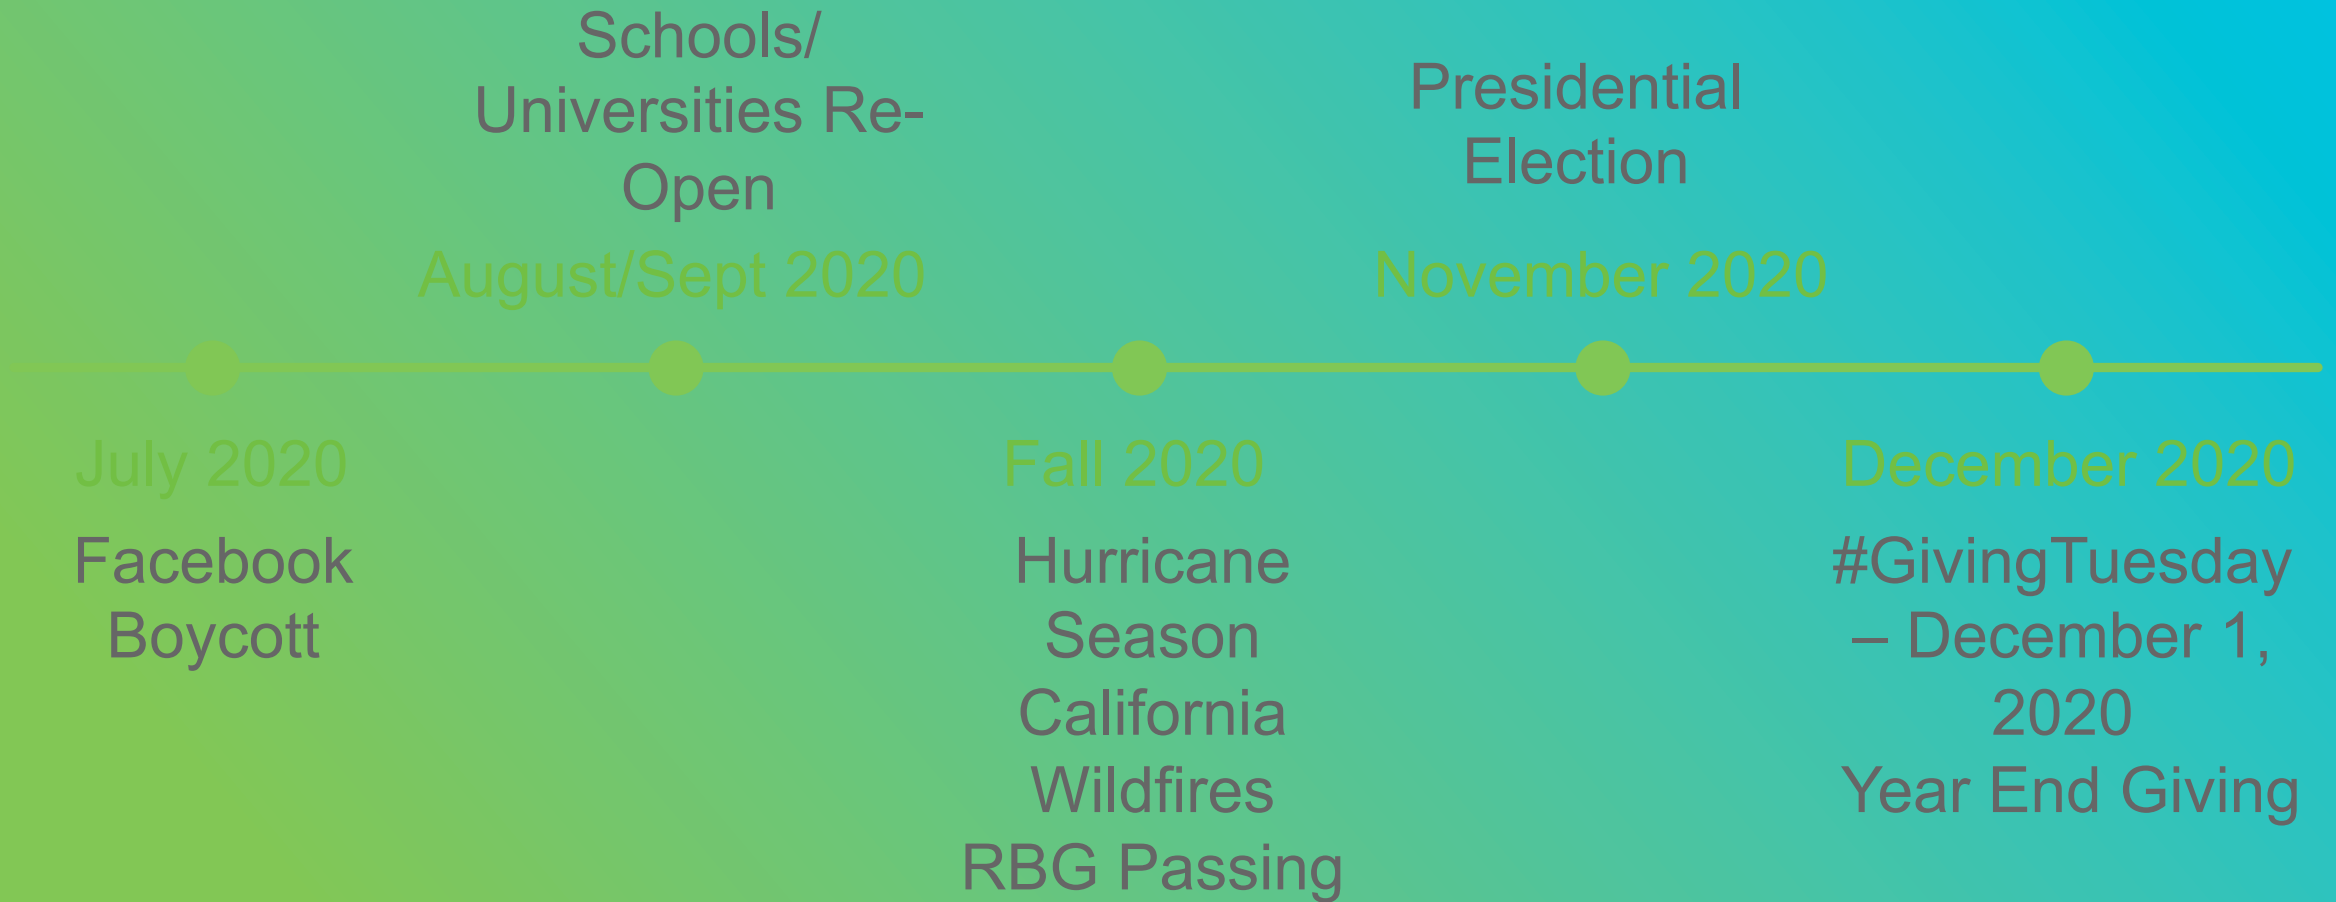 Schools/
Universities Re-
Open
August/Sept 2020
Presidential
Election
November 2020
July 2020
Facebook
Boycott
Fall 2020
Hurricane
Season
California
Wildfires
RBG Passing
December 2020
#GivingTuesday
– December 1,
2020
Year End Giving